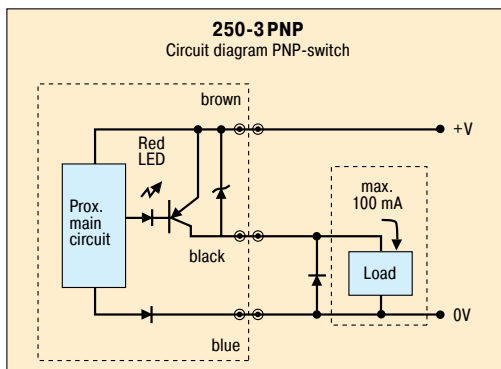 250-3 PNP
Circuit diagram PNP-switch
brown
+V
Red
LED
max.
100 mA
Prox.
main
circuit
black
Load
0V
blue